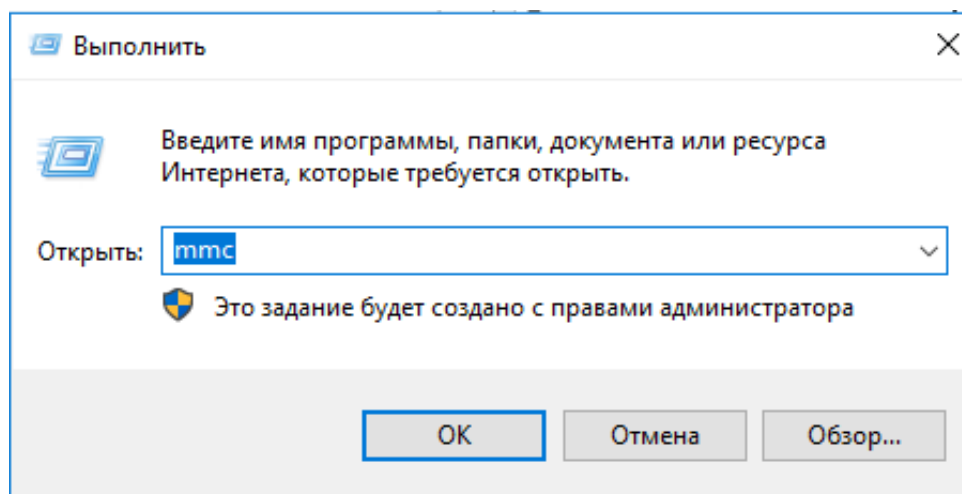 Выполнить
Введите имя программы, папки, документа или ресурса
Интернета, которые требуется открыть.
Открыть: mmc
Это задание будет создано с правами администратора
ОК Отмена Обзор...